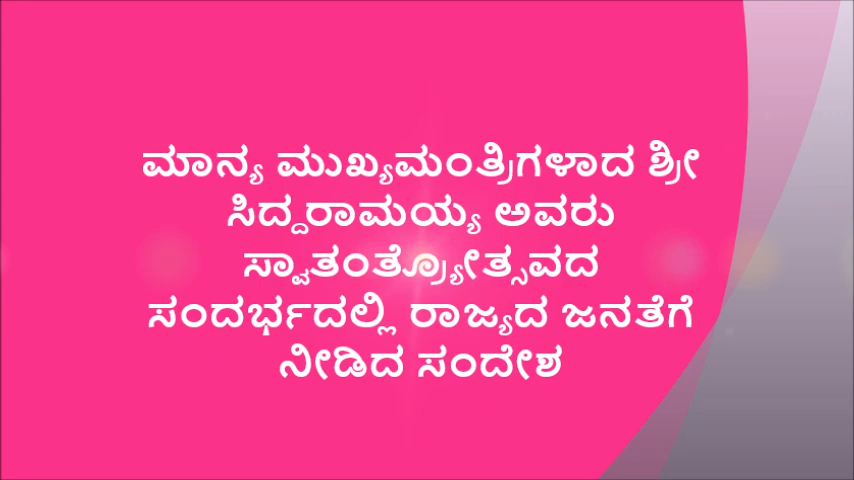 ಮಾನ್ಯ ಮುಖ್ಯಮಂತ್ರಿಗಳಾದ ಶ್ರೀ
ಸಿದ್ದರಾಮಯ್ಯ ಅವರು
ಸ್ವಾತಂತ್ರ್ಯೋತ್ಸವದ
ಸಂದರ್ಭದಲ್ಲಿ ರಾಜ್ಯದ ಜನತೆಗೆ
ನೀಡಿದ ಸಂದೇಶ